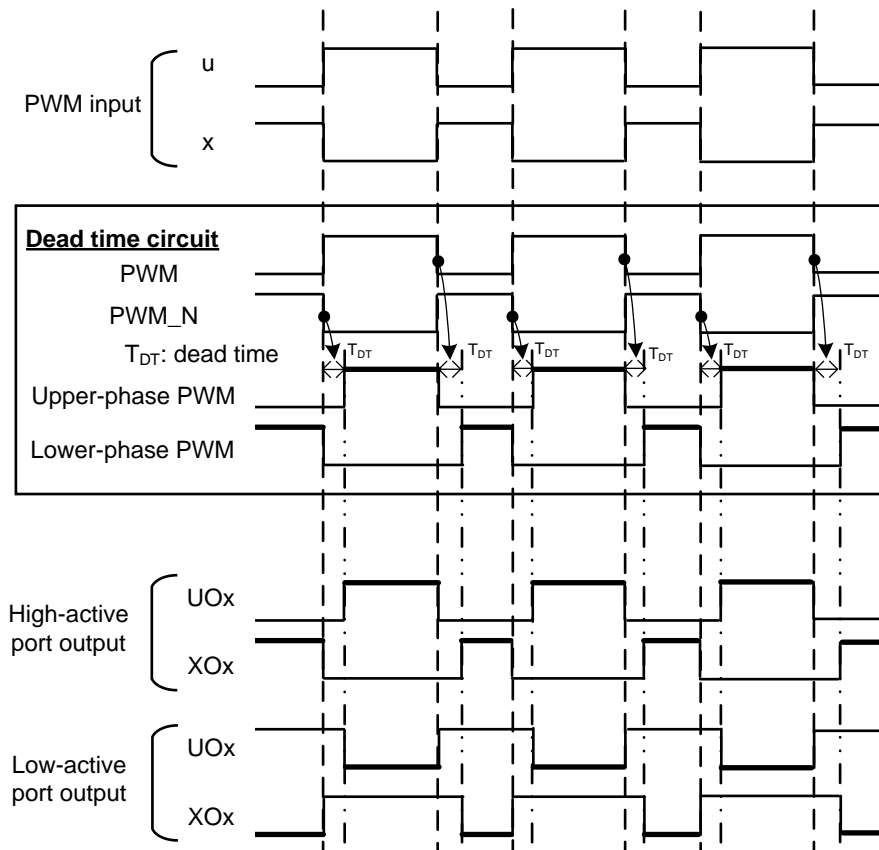 u
PWM input
x
Dead time circuit
PWM
PWM_N
TDT: dead time
TDT TDT TDT TDT TDT TDT
Upper-phase PWM
Lower-phase PWM
UOx
High-active
port output
XOx
UOx
Low-active
port output
XOx